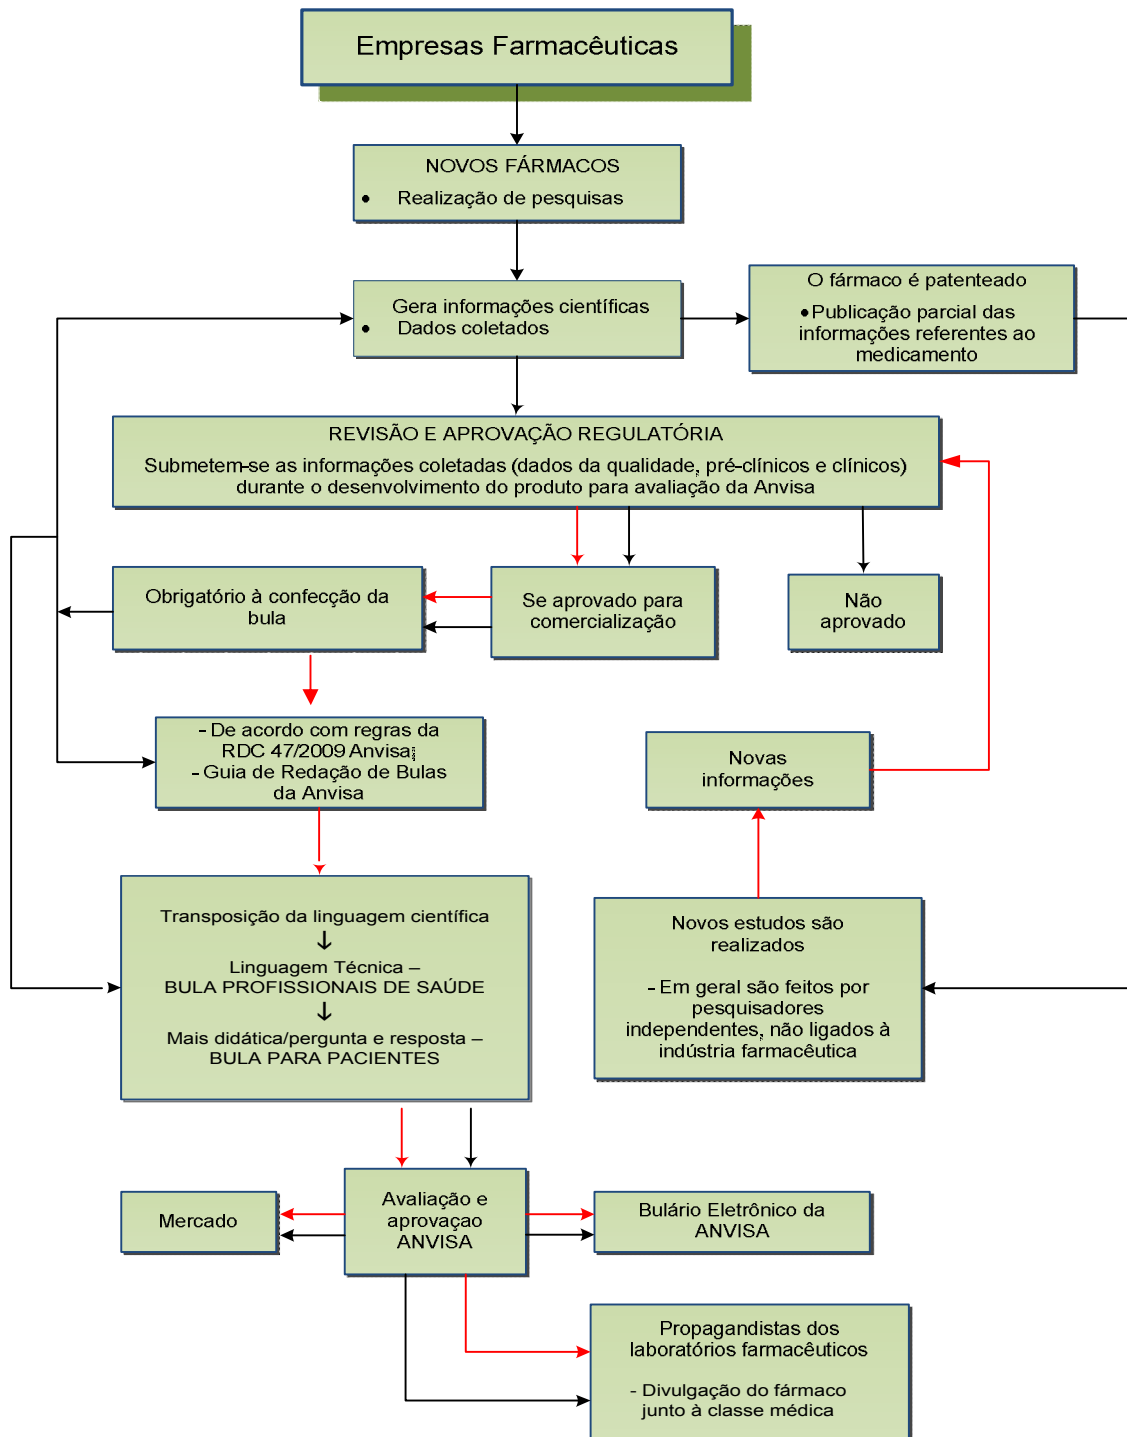 Empresas Farmacêuticas
NOVOS FÁRMACOS
• Realização de pesquisas
Gera informações científicas
• Dados coletados
O fármaco é patenteado
•Publicação parcial das
informações referentes ao
medicamento
REVISÃO E APROVAÇÃO REGULATÓRIA
Submetem-se as informações coletadas (dados da qualidade, pré-clínicos e clínicos)
durante o desenvolvimento do produto para avaliação da Anvisa
Obrigatório à confecção da
bula
Se aprovado para
comercialização
Não
aprovado
- De acordo com regras da
RDC 47/2009 Anvisa;
- Guia de Redação de Bulas
da Anvisa
Novas
informações
Transposição da linguagem científica
↓
Linguagem Técnica –
BULA PROFISSIONAIS DE SAÚDE
↓
Mais didática/pergunta e resposta –
BULA PARA PACIENTES
Novos estudos são
realizados
- Em geral são feitos por
pesquisadores
independentes, não ligados à
indústria farmacêutica
Mercado
Avaliação e
aprovaçao
ANVISA
Bulário Eletrônico da
ANVISA
Propagandistas dos
laboratórios farmacêuticos
- Divulgação do fármaco
junto à classe médica